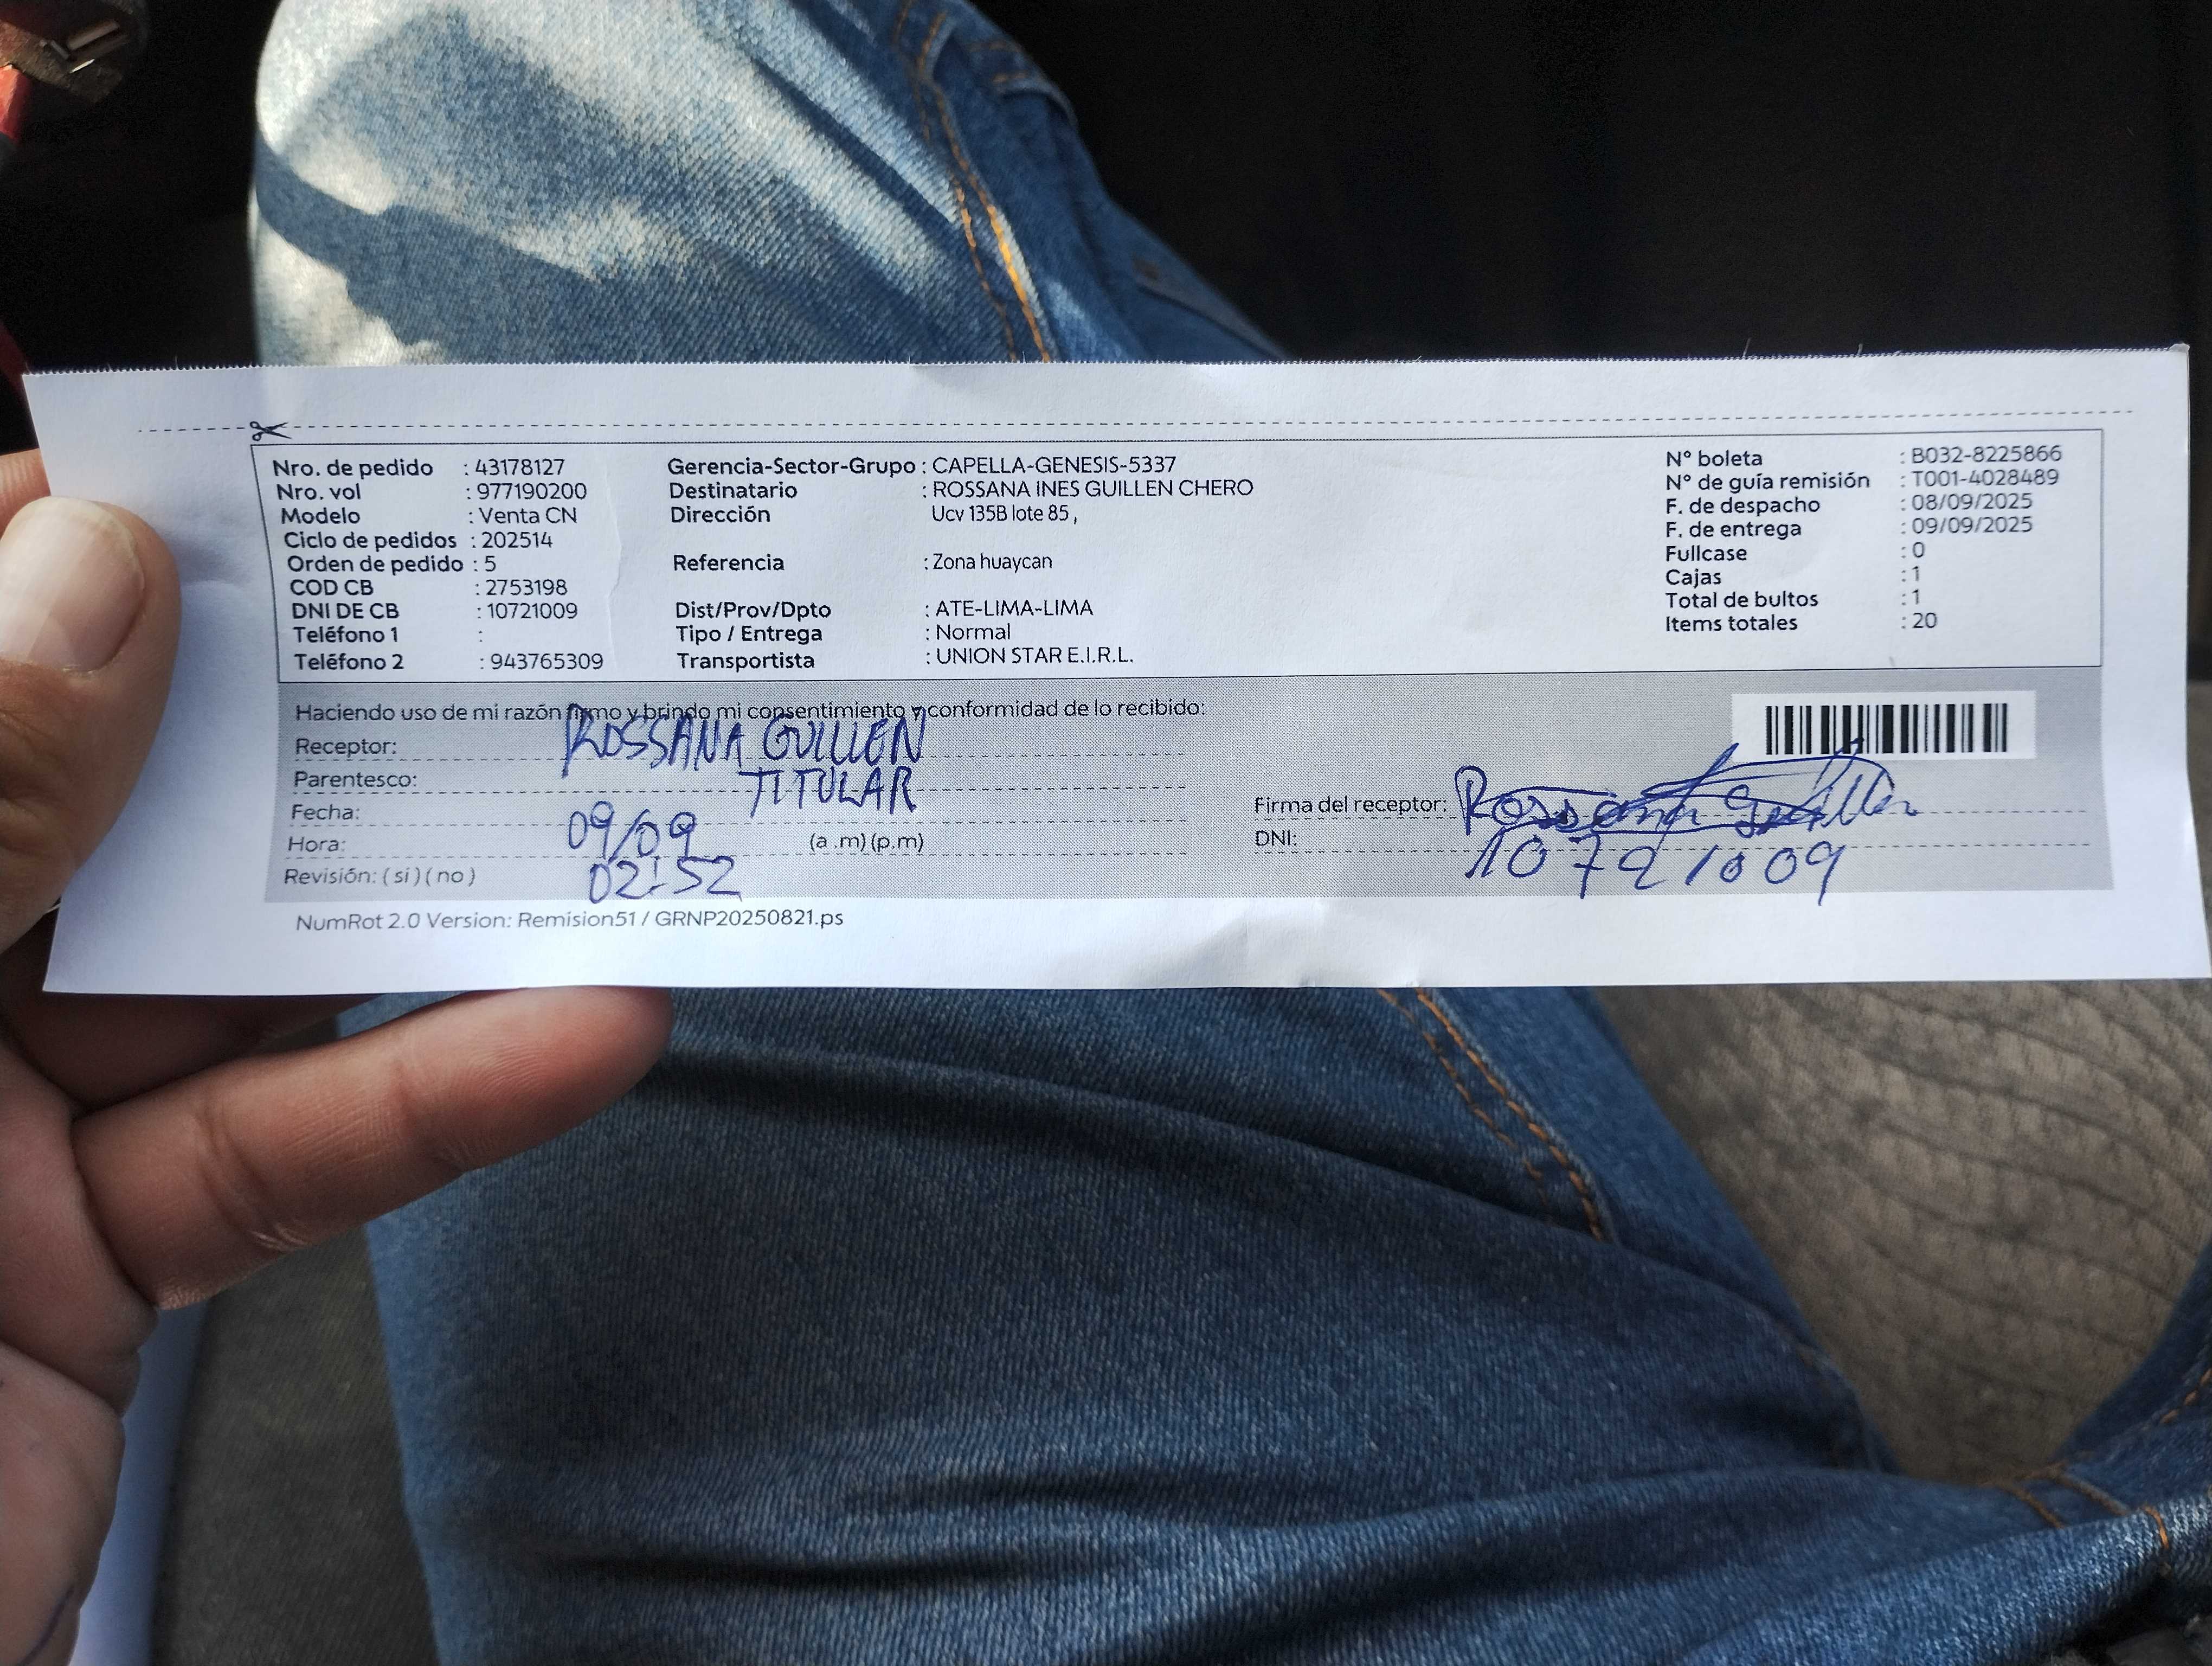 Nro. de pedido : 43178127
Nro. vol : 977190200
Modelo : Venta CN
Ciclo de pedidos : 202514
Orden de pedido : 5
COD CB : 2753198
DNI DE CB : 10721009
Teléfono 1 :
Teléfono 2 : 943765309
Gerencia-Sector-Grupo : CAPELLA-GENESIS-5337
Destinatario : ROSSANA INES GUILLEN CHERO
Dirección Ucv 135B lote 85 ,
Referencia : Zona huaycan
Dist/Prov/Dpto : ATE-LIMA-LIMA
Tipo / Entrega : Normal
Transportista : UNION STAR E.I.R.L.
N° boleta : B032-8225866
N° de guía remisión : T001-4028489
F. de despacho : 08/09/2025
F. de entrega : 09/09/2025
Fullcase : 0
Cajas : 1
Total de bultos : 1
Items totales : 20
Haciendo uso de mi razón firmo y brindo mi consentimiento y conformidad de lo recibido:
Receptor: ROSSANA GUILLEN
Parentesco: TITULAR
Fecha: 09/09
Hora: 02:52 (a .m) (p.m)
Revisión: ( si ) ( no )
Firma del receptor: Rossana Guillen
DNI: 10721009
NumRot 2.0 Version: Remision51 / GRNP20250821.ps